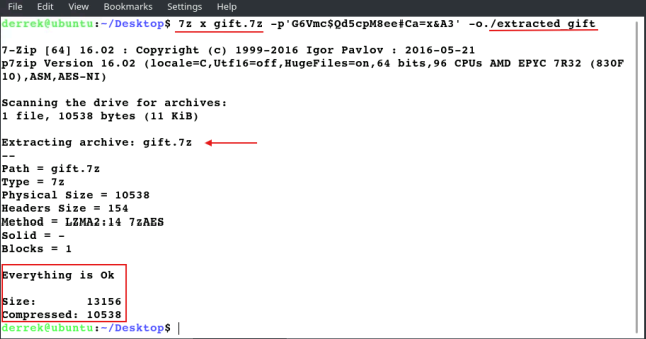 File Edit View Bookmarks Settings Help
derrek@ubuntu:~/Desktop$ 7z x gift.7z -p'G6Vmc$Qd5cpM8ee#Ca=x&A3' -o./extracted_gift
7-Zip [64] 16.02 : Copyright (c) 1999-2016 Igor Pavlov : 2016-05-21
p7zip Version 16.02 (locale=C,Utf16=off,HugeFiles=on,64 bits,96 CPUs AMD EPYC 7R32 (830F
10),ASM,AES-NI)
Scanning the drive for archives:
1 file, 10538 bytes (11 KiB)
Extracting archive: gift.7z
--
Path = gift.7z
Type = 7z
Physical Size = 10538
Headers Size = 154
Method = LZMA2:14 7zAES
Solid = -
Blocks = 1
Everything is Ok
Size:       13156
Compressed: 10538
derrek@ubuntu:~/Desktop$